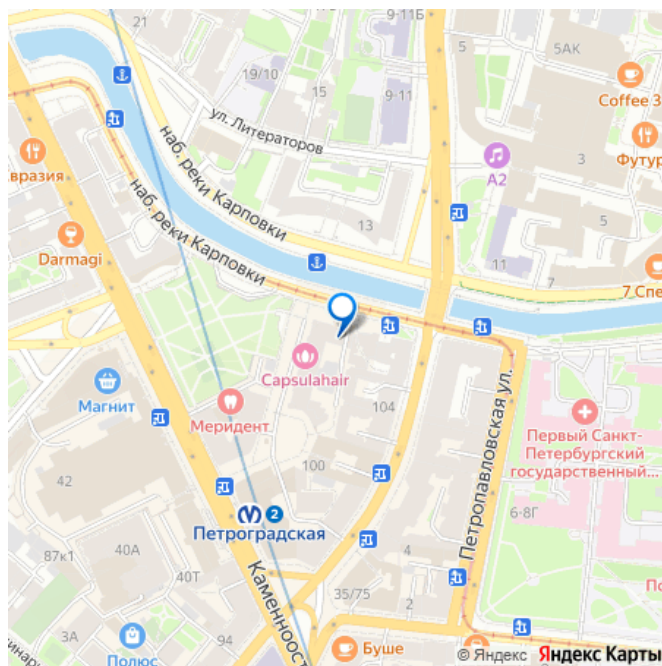 21
9-11Б
5
5АК
19/10
15
9-11
Coffee 3
ул. Литераторов
3
Футур
А2
наб. реки Карповки
Евразия
наб. реки Карповки
13
5
Darmagi
11
7
7 Спе
Capsulahair
Магнит
Меридент
104
Петропавловская ул.
Первый Санкт-
Петербургский
государственный...
100
42
6-8Г
2
Петроградская
87к1
40А
40Т
4
Каменноост
По
35/75
2
3А
94
Полюс
Буше
© Яндекс
Яндекс Карты